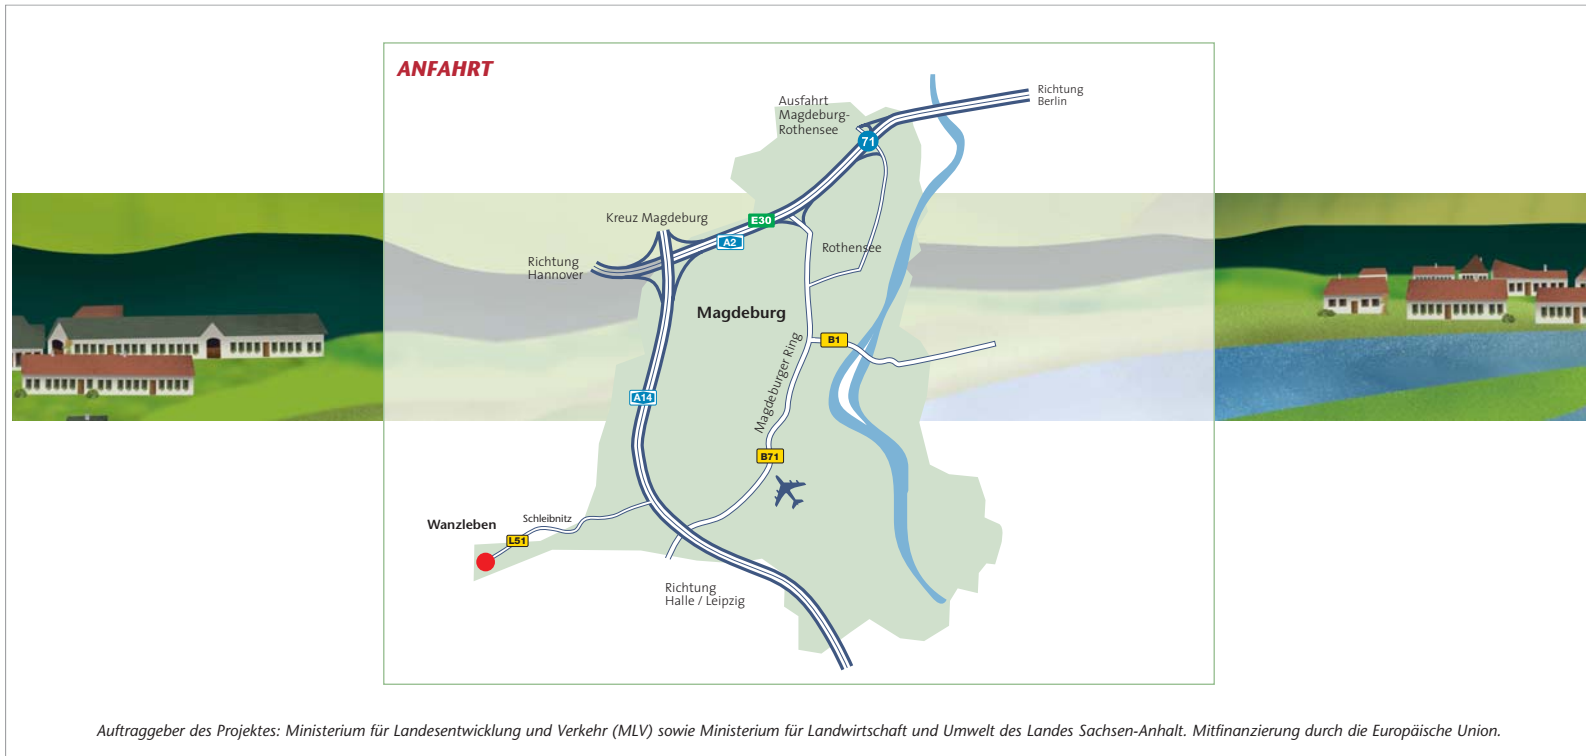 ANFAHRT
Ausfahrt
Magdeburg-
Rothensee
Richtung
Berlin
71
Kreuz Magdeburg
E30
A2
Richtung
Hannover
Rothensee
Magdeburg
Magdeburger Ring
B1
A14
B71
Wanzleben
Schleibnitz
L51
Richtung
Halle / Leipzig
Auftraggeber des Projektes: Ministerium für Landesentwicklung und Verkehr (MLV) sowie Ministerium für Landwirtschaft und Umwelt des Landes Sachsen-Anhalt. Mitfinanzierung durch die Europäische Union.